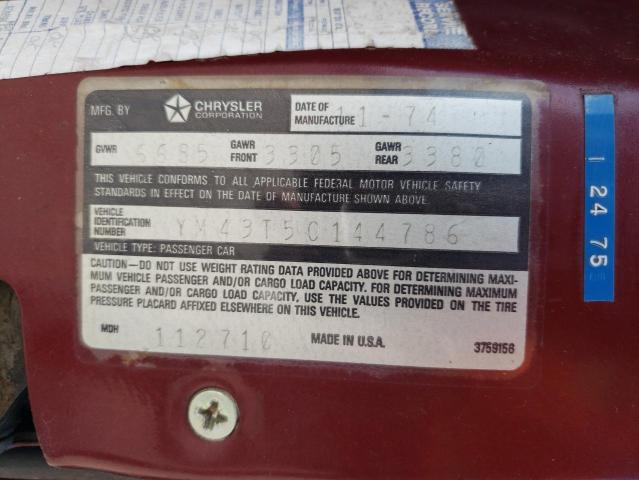 SERVICE
RECORD
MFG. BY CHRYSLER CORPORATION DATE OF MANUFACTURE 11-74
GVWR 6685 GAWR FRONT 3305 GAWR REAR 3380
THIS VEHICLE CONFORMS TO ALL APPLICABLE FEDERAL MOTOR VEHICLE SAFETY
STANDARDS IN EFFECT ON THE DATE OF MANUFACTURE SHOWN ABOVE.
VEHICLE IDENTIFICATION NUMBER YM43T5C144786
VEHICLE TYPE: PASSENGER CAR
CAUTION—DO NOT USE WEIGHT RATING DATA PROVIDED ABOVE FOR DETERMINING MAXI-
MUM VEHICLE PASSENGER AND/OR CARGO LOAD CAPACITY. FOR DETERMINING MAXIMUM
PASSENGER AND/OR CARGO LOAD CAPACITY, USE THE VALUES PROVIDED ON THE TIRE
PRESSURE PLACARD AFFIXED ELSEWHERE ON THIS VEHICLE.
MDH 112710 MADE IN U.S.A. 3759156
1 24 75